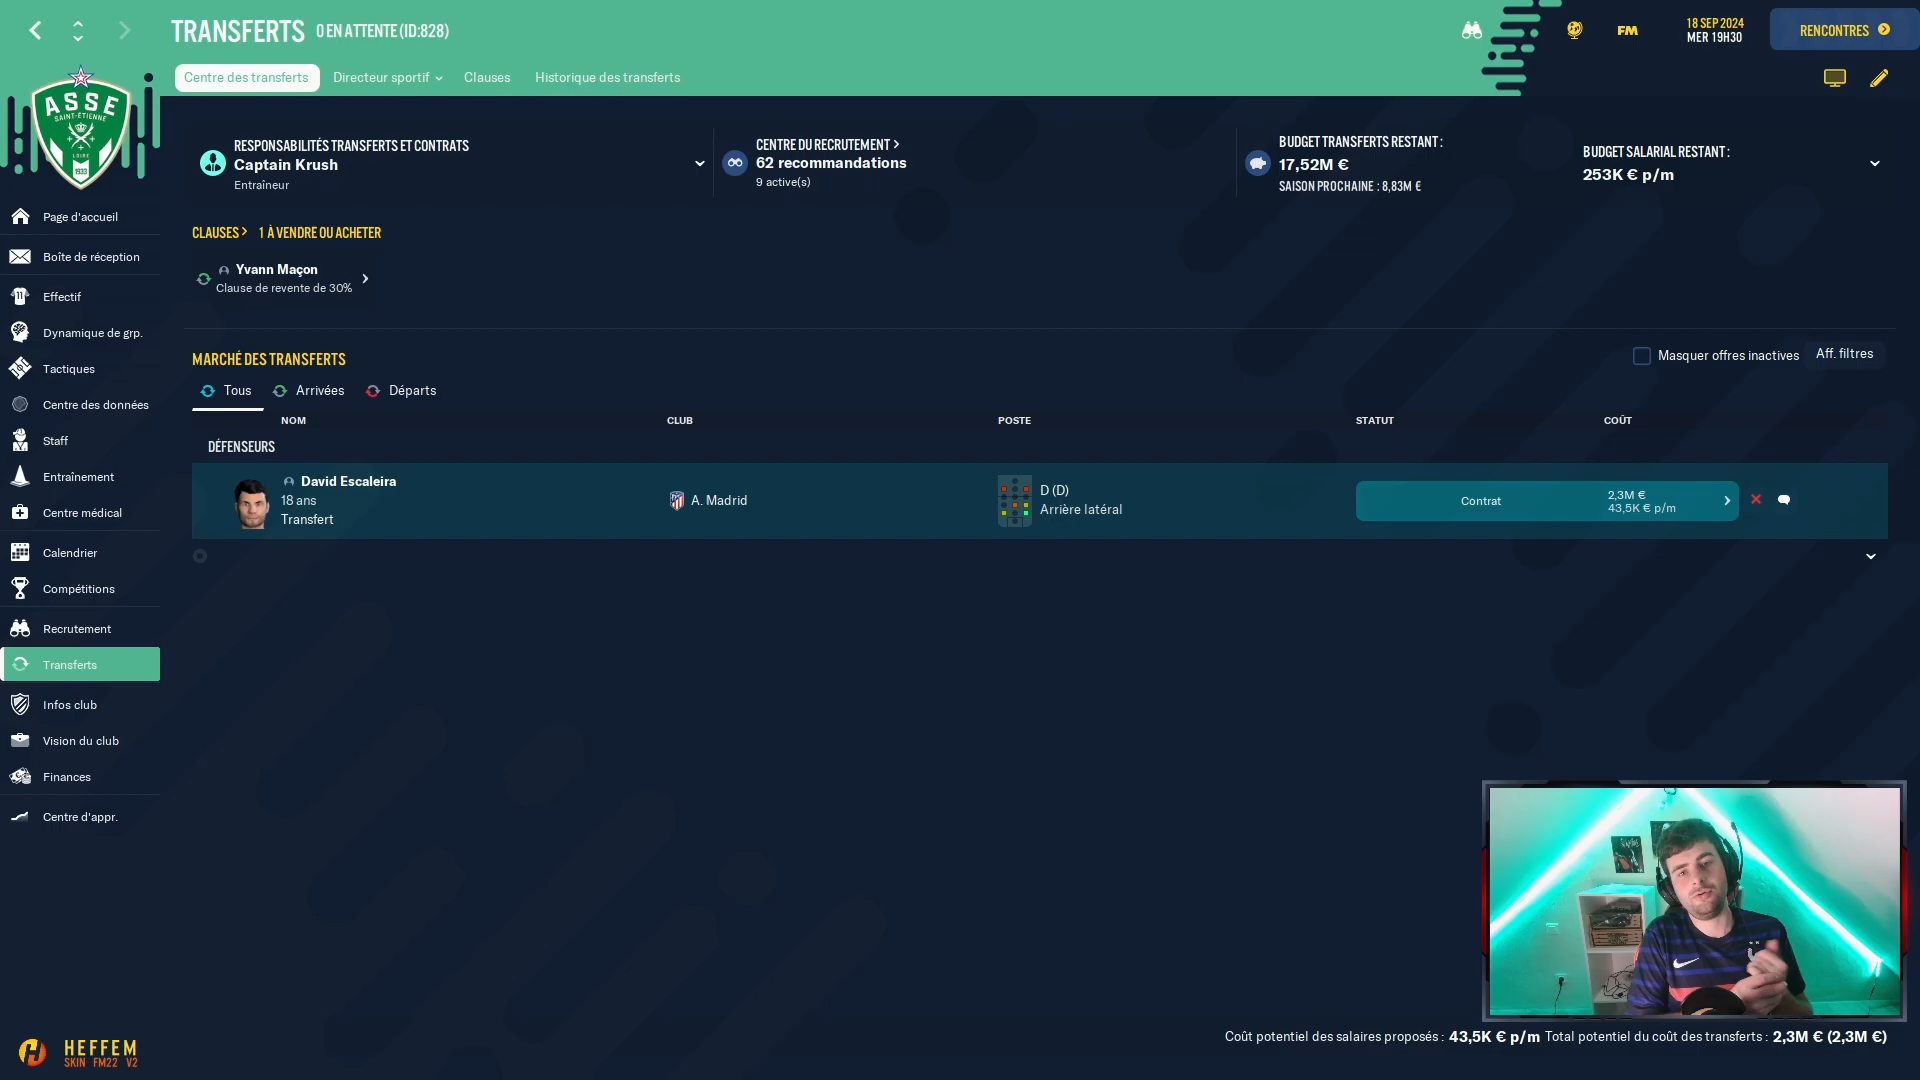 TRANSFERTS
0 EN ATTENTE (ID:828)
FM
18 SEP 2024
MER 19H30
RENCONTRES
Centre des transferts
Directeur sportif
Clauses
Historique des transferts
ASSE
SAINT-ÉTIENNE
LOIRE
1933
RESPONSABILITÉS TRANSFERTS ET CONTRATS
Captain Krush
Entraîneur
CENTRE DU RECRUTEMENT
62 recommandations
9 active(s)
BUDGET TRANSFERTS RESTANT :
17,52M €
SAISON PROCHAINE : 8,83M €
BUDGET SALARIAL RESTANT :
253K € p/m
Page d'accueil
Boîte de réception
Effectif
Dynamique de grp.
Tactiques
Centre des données
Staff
Entraînement
Centre médical
Calendrier
Compétitions
Recrutement
Transferts
Infos club
Vision du club
Finances
Centre d'appr.
CLAUSES
1 À VENDRE OU ACHETER
Yvann Maçon
Clause de revente de 30%
MARCHÉ DES TRANSFERTS
Masquer offres inactives
Aff. filtres
Tous
Arrivées
Départs
NOM
CLUB
POSTE
STATUT
COÛT
DÉFENSEURS
David Escaleira
18 ans
Transfert
A. Madrid
D (D)
Arrière latéral
Contrat
2,3M €
43,5K € p/m
Coût potentiel des salaires proposés : 43,5K € p/m Total potentiel du coût des transferts : 2,3M € (2,3M €)
HEFFEM
SKIN FM22 V2